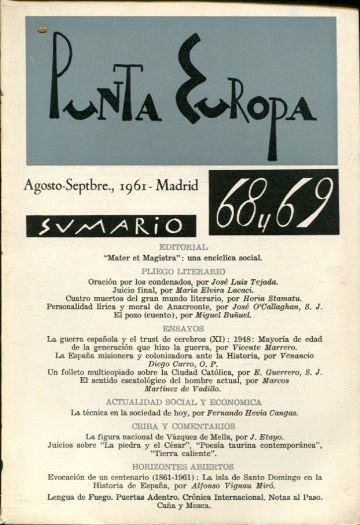 Punta Europa
Agosto-Septbre., 1961 - Madrid
68 y 69
SUMARIO
EDITORIAL
"Mater et Magistra": una encíclica social.
PLIEGO LITERARIO
Oración por los condenados, por José Luis Tejada.
Juicio final, por María Elvira Lacaci.
Cuatro muertos del gran mundo literario, por Horia Stamatu.
Personalidad lírica y moral de Anacreonte, por José O'Callaghan, S. J.
El pozo (cuento), por Miguel Buñuel.
ENSAYOS
La guerra española y el trust de cerebros (XI): 1948: Mayoría de edad
de la generación que hizo la guerra, por Vicente Marrero.
La España misionera y colonizadora ante la Historia, por Venancio
Diego Carro, O. P.
Un folleto multicopido sobre la Ciudad Católica, por E. Guerrero, S. J.
El sentido escatológico del hombre actual, por Marcos
Martínez de Vadillo.
ACTUALIDAD SOCIAL Y ECONOMICA
La técnica en la sociedad de hoy, por Fernando Hevia Cangas.
CRIBA Y COMENTARIOS
La figura nacional de Vázquez de Mella, por J. Etayo.
Juicios sobre "La piedra y el César", "Poesía taurina contemporánea",
"Tierra caliente".
HORIZONTES ABIERTOS
Evocación de un centenario (1861-1961): La isla de Santo Domingo en la
Historia de España, por Alfonso Vignau Miró.
Lengua de Fuego. Puertas Adentro. Crónica Internacional. Notas al Paso.
Caña y Mosca.